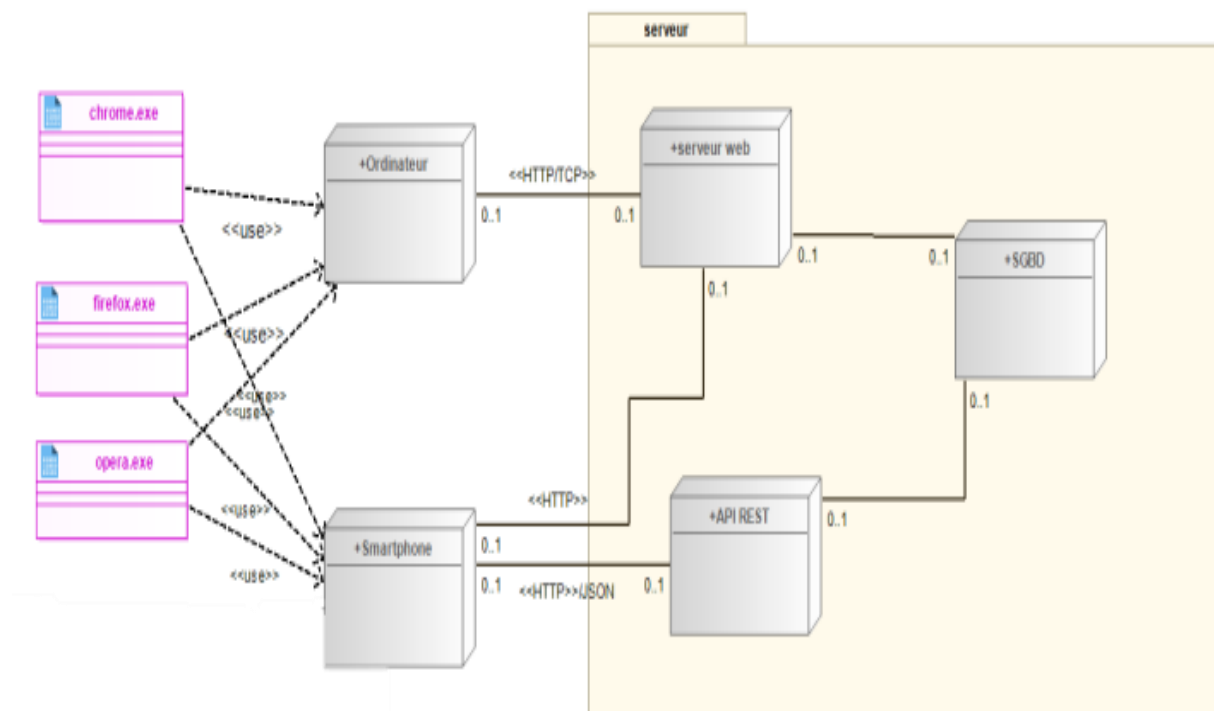 serveur
chrome.exe
+Ordinateur
+serveur web
<<HTTP/TCP>>
<<use>>
0..1
0..1
0..1
0..1
+SGBD
firefox.exe
0..1
<<use>>
<<use>>
<<use>>
0..1
opera.exe
<<HTTP>>
<<use>>
+API REST
0..1
+Smartphone
0..1
<<use>>
0..1
<<HTTP>>/JSON
0..1